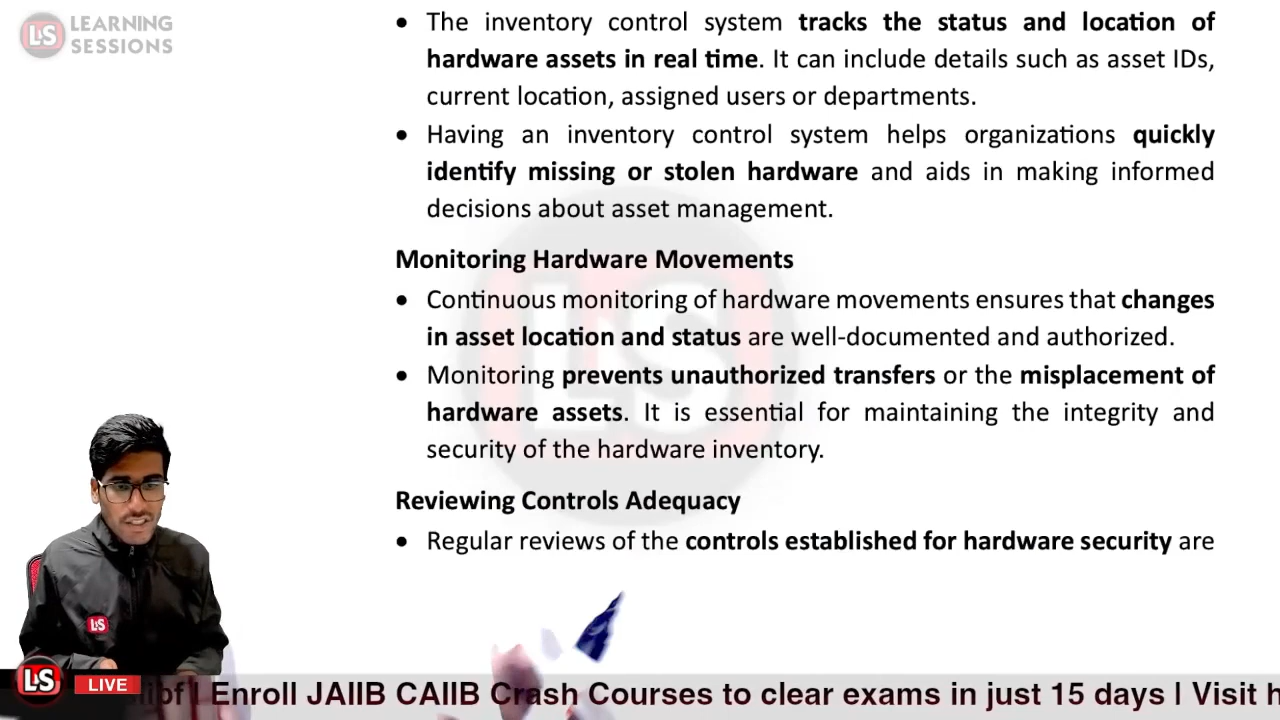 LS LEARNING
SESSIONS
• The inventory control system tracks the status and location of
hardware assets in real time. It can include details such as asset IDs,
current location, assigned users or departments.
• Having an inventory control system helps organizations quickly
identify missing or stolen hardware and aids in making informed
decisions about asset management.
Monitoring Hardware Movements
• Continuous monitoring of hardware movements ensures that changes
in asset location and status are well-documented and authorized.
• Monitoring prevents unauthorized transfers or the misplacement of
hardware assets. It is essential for maintaining the integrity and
security of the hardware inventory.
Reviewing Controls Adequacy
• Regular reviews of the controls established for hardware security are
LS
LS
LS LIVE
Enroll JAIIB CAIIB Crash Courses to clear exams in just 15 days I Visit